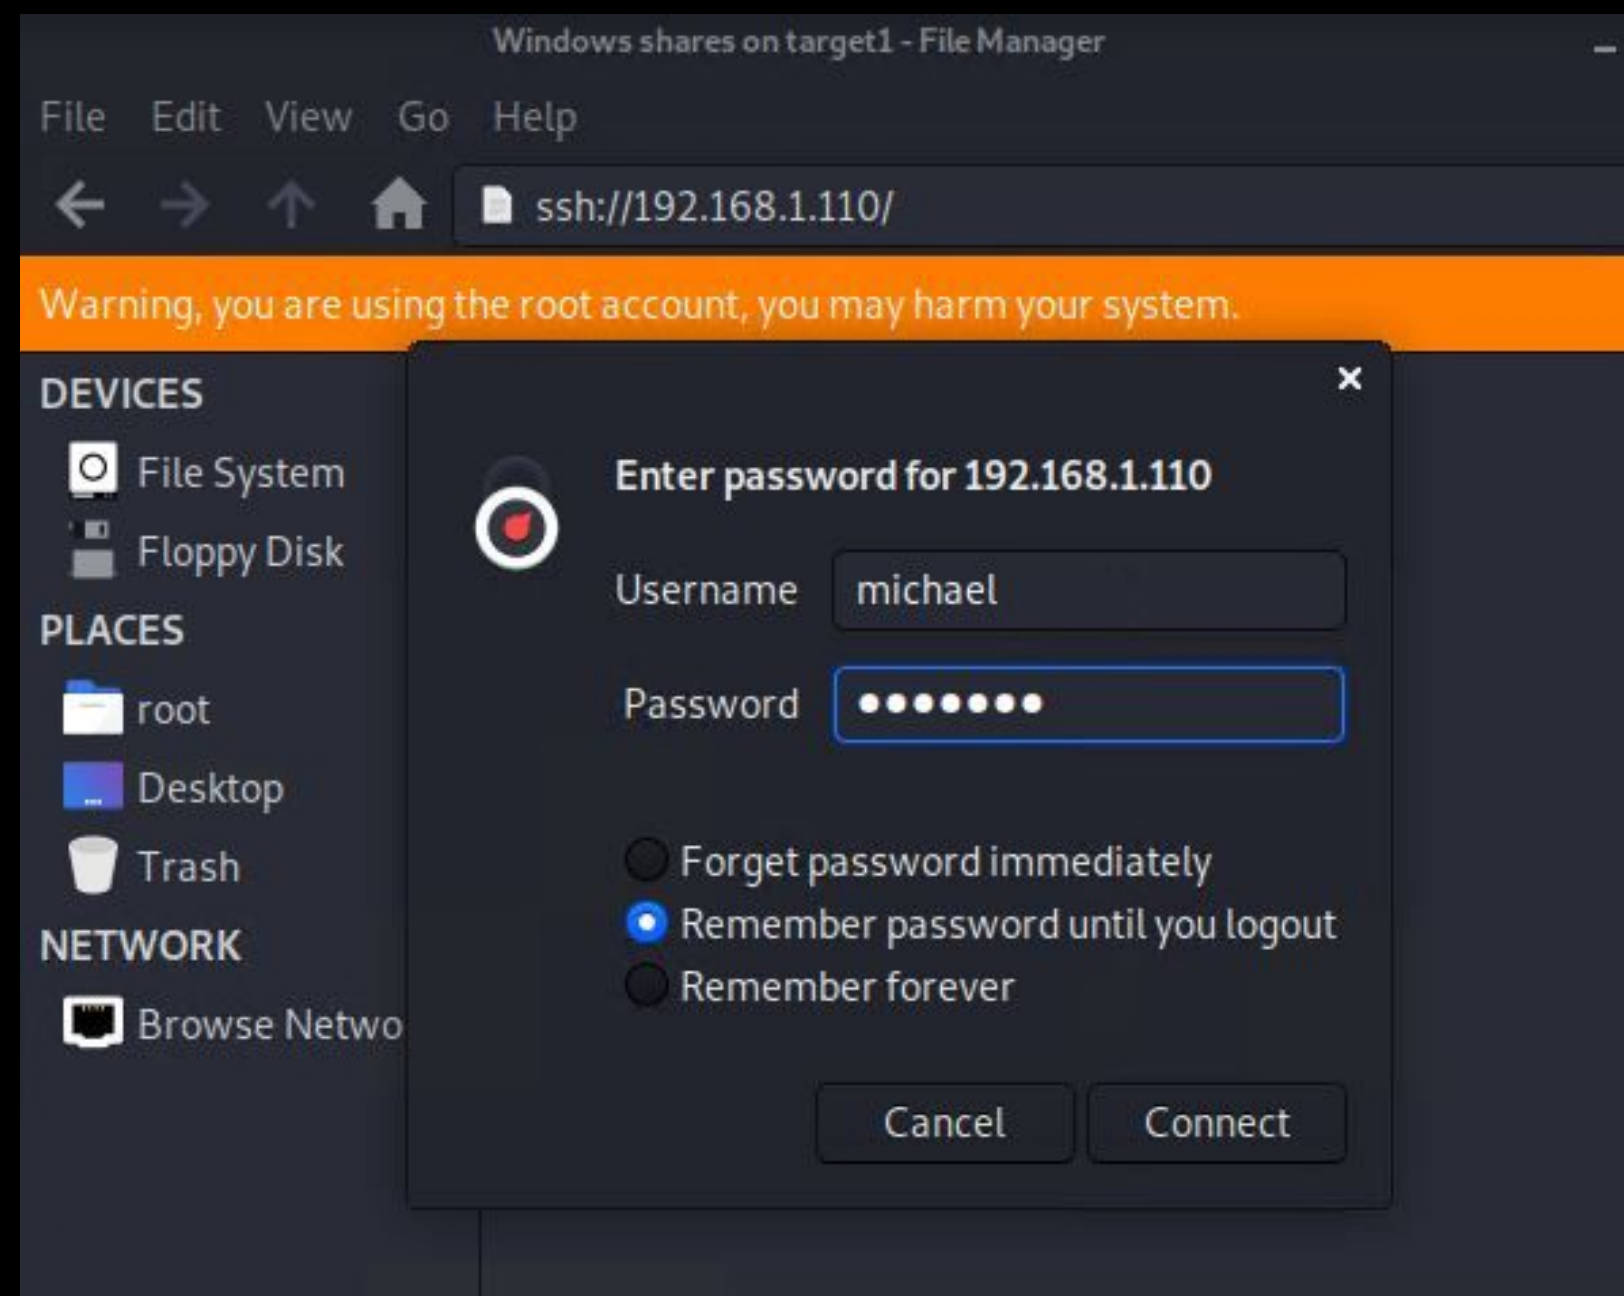 Windows shares on target1 - File Manager
File Edit View Go Help
ssh://192.168.1.110/
Warning, you are using the root account, you may harm your system.
DEVICES
File System
Floppy Disk
PLACES
root
Desktop
Trash
NETWORK
Browse Netwo
Enter password for 192.168.1.110
Username michael
Password •••••••
Forget password immediately
Remember password until you logout
Remember forever
Cancel Connect